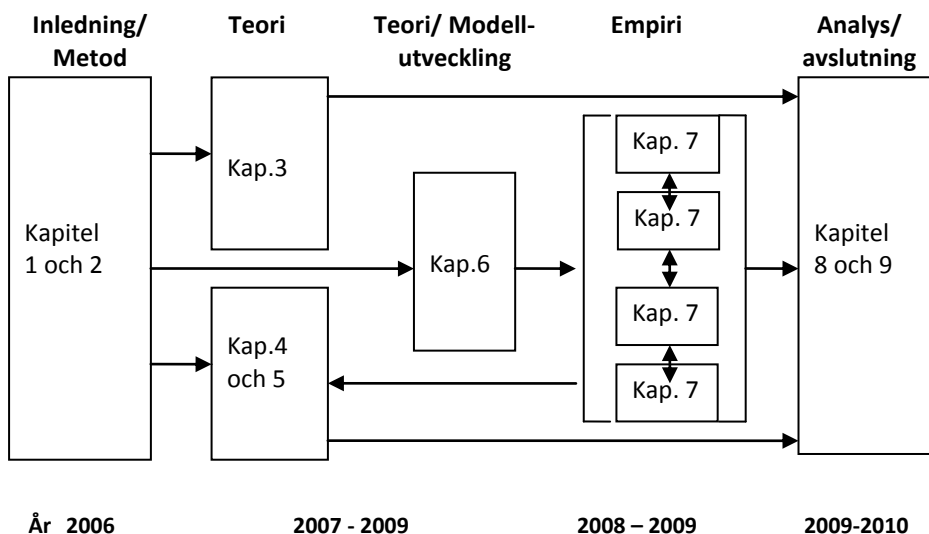 Inledning/
Metod
Teori
Teori/ Modell-
utveckling
Empiri
Analys/
avslutning
Kapitel
1 och 2
Kap.3
Kap.4
och 5
Kap.6
Kap. 7
Kap. 7
Kap. 7
Kap. 7
Kapitel
8 och 9
År 2006
2007 - 2009
2008 – 2009
2009-2010